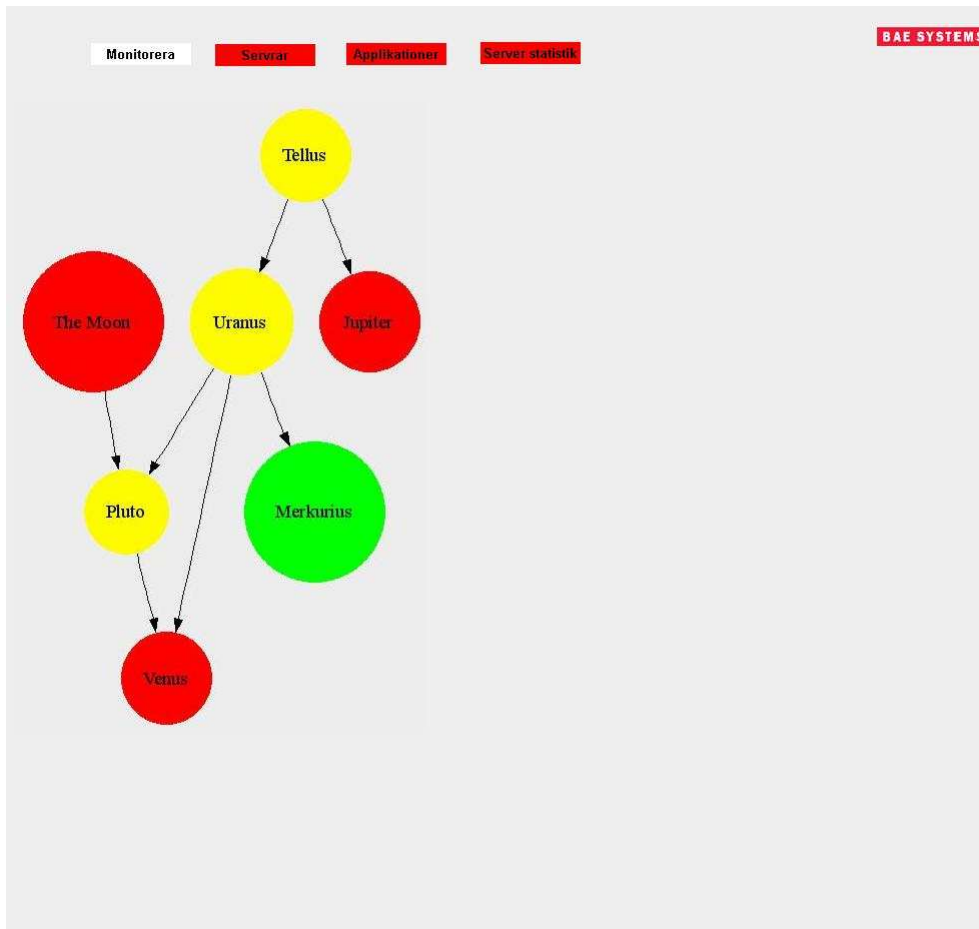 BAE SYSTEMS
Monitorera
Servrar
Applikationer
Server statistik
Tellus
The Moon
Uranus
Jupiter
Pluto
Merkurius
Venus